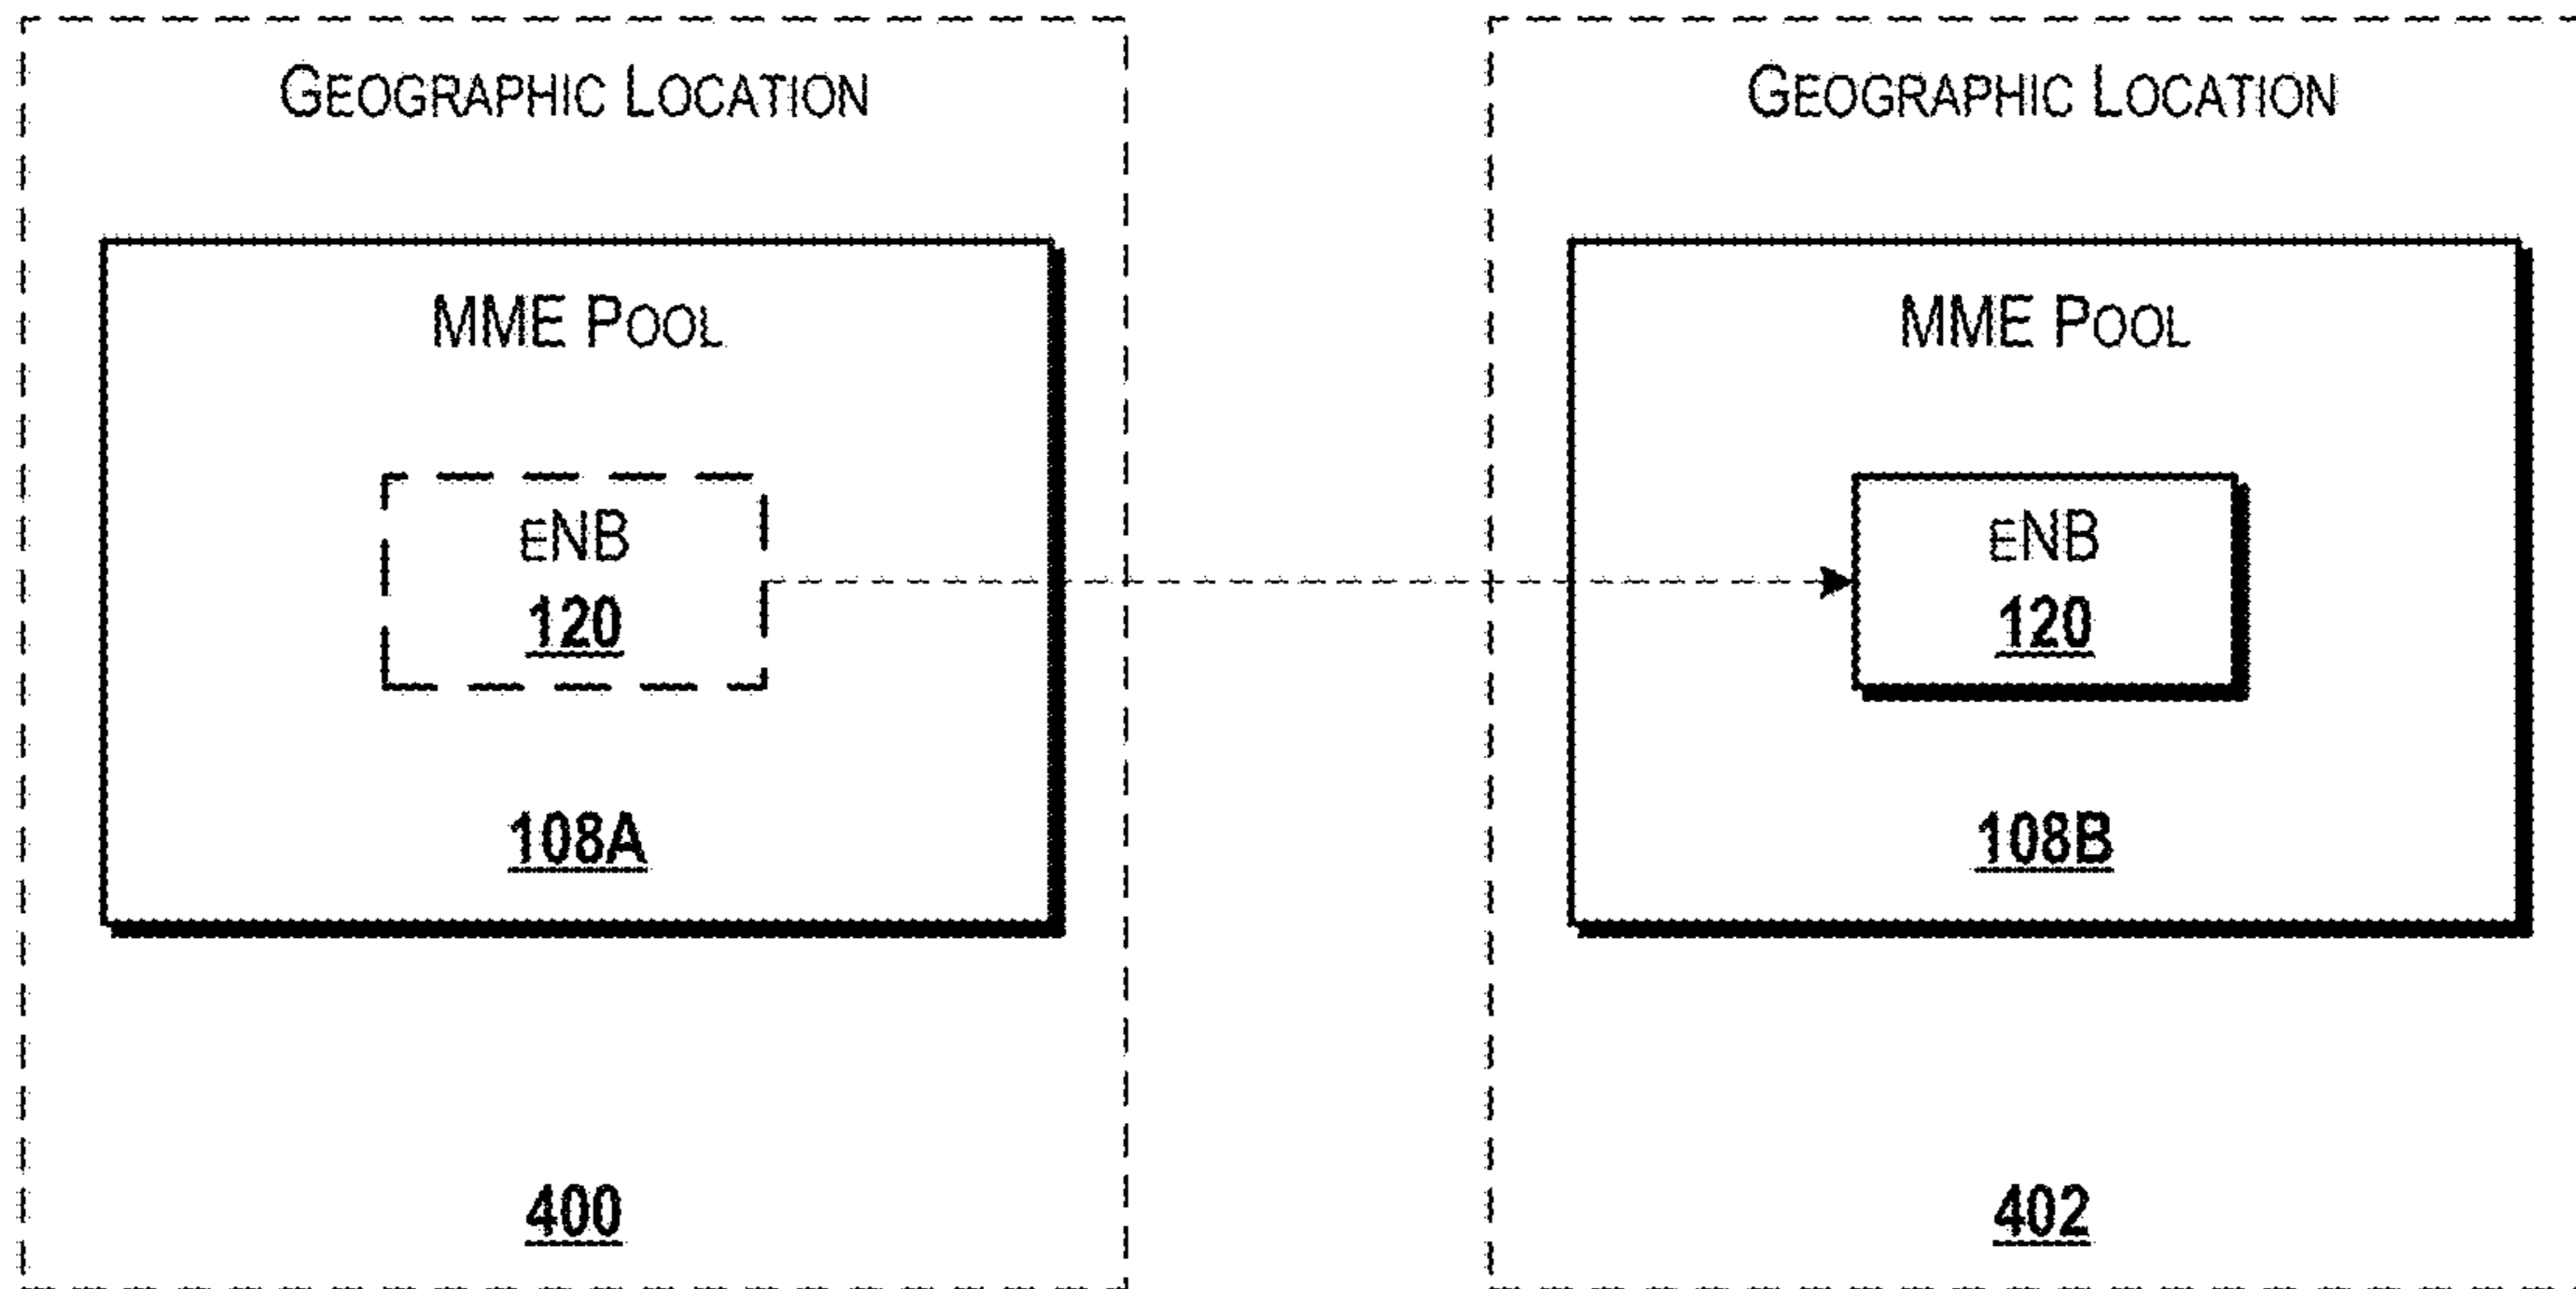 GEOGRAPHIC LOCATION
MME POOL
ENB
120
108A
400
GEOGRAPHIC LOCATION
MME POOL
ENB
120
108B
402